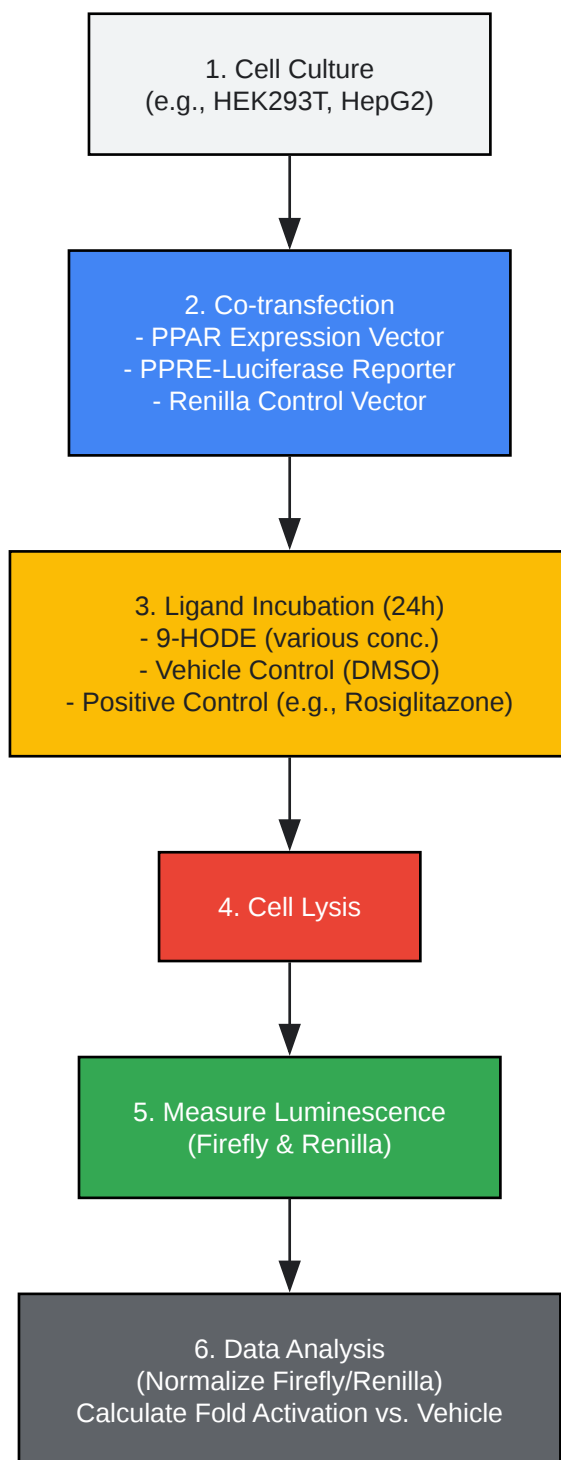 1. Cell Culture
(e.g., HEK293T, HepG2)
2. Co-transfection
- PPAR Expression Vector
- PPRE-Luciferase Reporter
- Renilla Control Vector
3. Ligand Incubation (24h)
- 9-HODE (various conc.)
- Vehicle Control (DMSO)
- Positive Control (e.g., Rosiglitazone)
4. Cell Lysis
5. Measure Luminescence
(Firefly & Renilla)
6. Data Analysis
(Normalize Firefly/Renilla)
Calculate Fold Activation vs. Vehicle